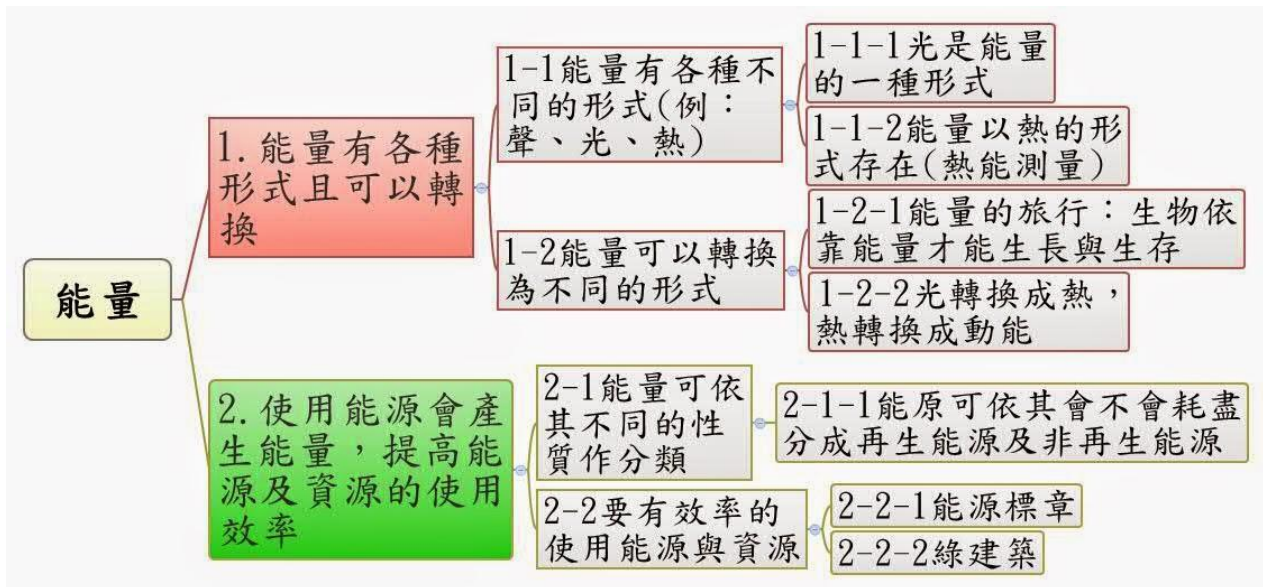 能量
1.能量有各種
形式且可以轉
換
1-1能量有各種不
同的形式(例：
聲、光、熱)
1-1-1光是能量
的一種形式
1-1-2能量以熱的形
式存在(熱能測量)
1-2能量可以轉換
為不同的形式
1-2-1能量的旅行：生物依
靠能量才能生長與生存
1-2-2光轉換成熱，
熱轉換成動能
2.使用能源會產
生能量，提高能
源及資源的使用
效率
2-1能量可依
其不同的性
質作分類
2-1-1能原可依其會不會耗盡
分成再生能源及非再生能源
2-2要有效率的
使用能源與資源
2-2-1能源標章
2-2-2綠建築